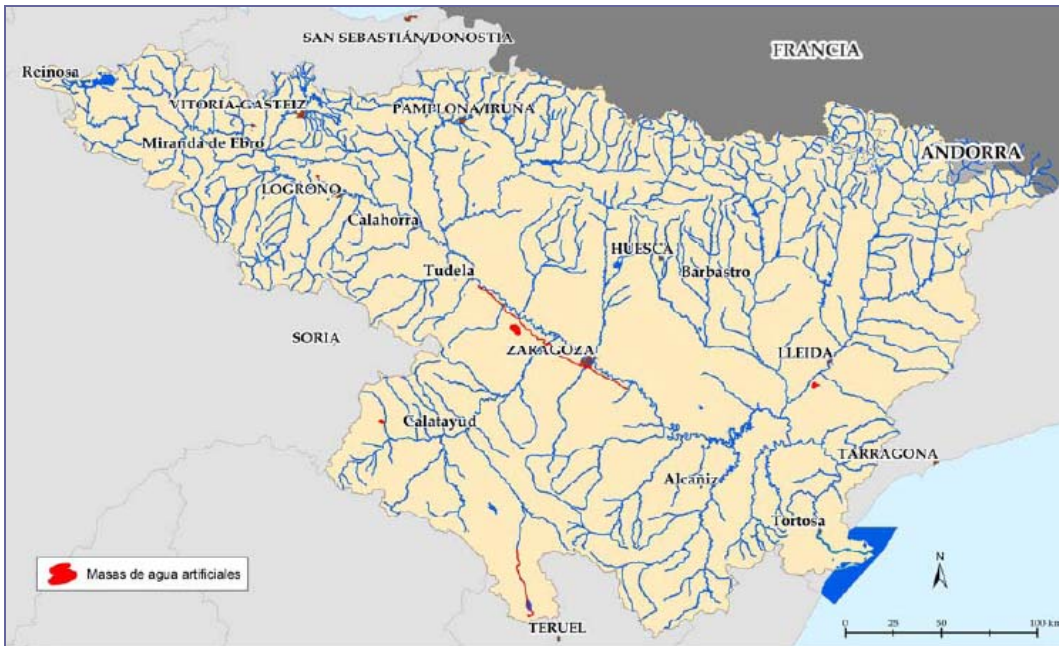 SAN SEBASTIÁN/DONOSTIA
FRANCIA
Reinosa
VITORIA-GASTEIZ
PAMPLONA/IRUÑA
Miranda de Ebro
ANDORRA
LOGROÑO
Calahorra
HUESCA
Barbastro
Tudela
SORIA
ZARAGOZA
LLEIDA
Calatayud
TARRAGONA
Alcañiz
Tortosa
Masas de agua artificiales
N
TERUEL
0 25 50 100 km